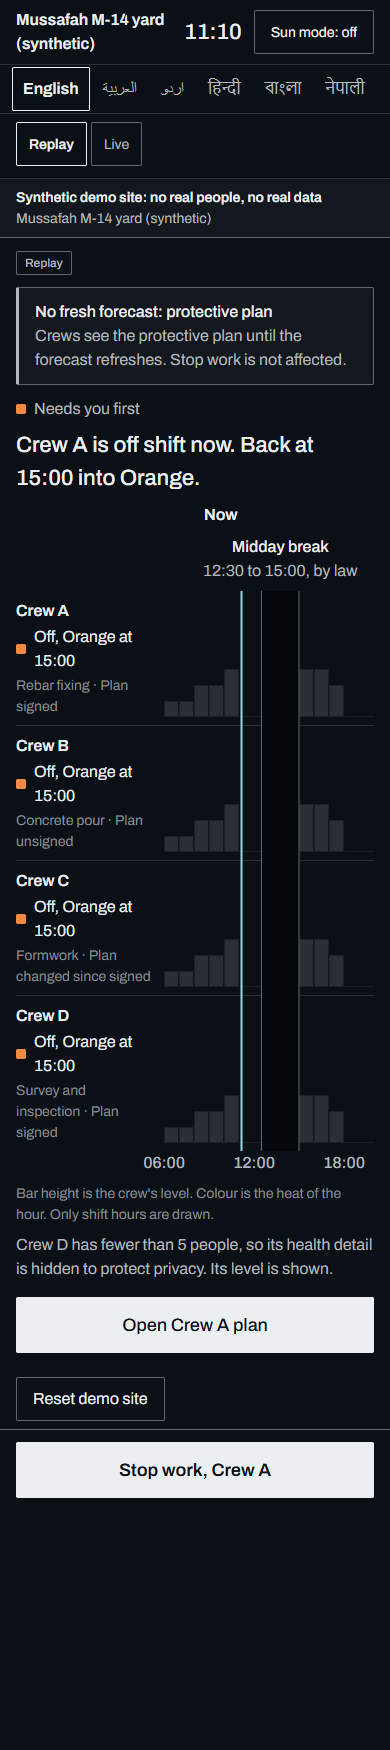 Mussafah M-14 yard
(synthetic)
11:10
Sun mode: off
English
العربية
اردو
हिन्दी
বাংলা
नेपाली
Replay
Live
Synthetic demo site: no real people, no real data
Mussafah M-14 yard (synthetic)
Replay
No fresh forecast: protective plan
Crews see the protective plan until the
forecast refreshes. Stop work is not affected.
Needs you first
Crew A is off shift now. Back at
15:00 into Orange.
Now
Midday break
12:30 to 15:00, by law
Crew A
Off, Orange at
15:00
Rebar fixing · Plan
signed
Crew B
Off, Orange at
15:00
Concrete pour · Plan
unsigned
Crew C
Off, Orange at
15:00
Formwork · Plan
changed since signed
Crew D
Off, Orange at
15:00
Survey and
inspection · Plan
signed
06:00
12:00
18:00
Bar height is the crew's level. Colour is the heat of the
hour. Only shift hours are drawn.
Crew D has fewer than 5 people, so its health detail
is hidden to protect privacy. Its level is shown.
Open Crew A plan
Reset demo site
Stop work, Crew A